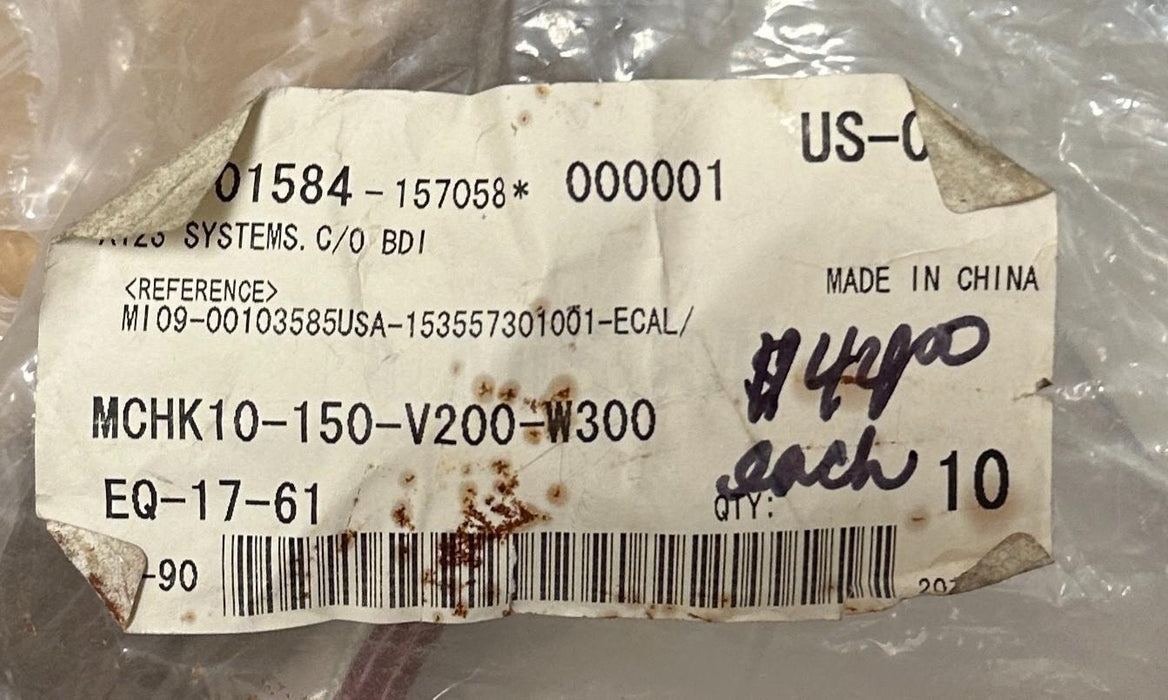 US-
01584-157058* 000001
SYSTEMS. C/O BDI
<REFERENCE>
MADE IN CHINA
MI09-00103585USA-153557301001-ECAL/
MCHK10-150-V200-W300
each
EQ-17-61
QTY: 10
-90